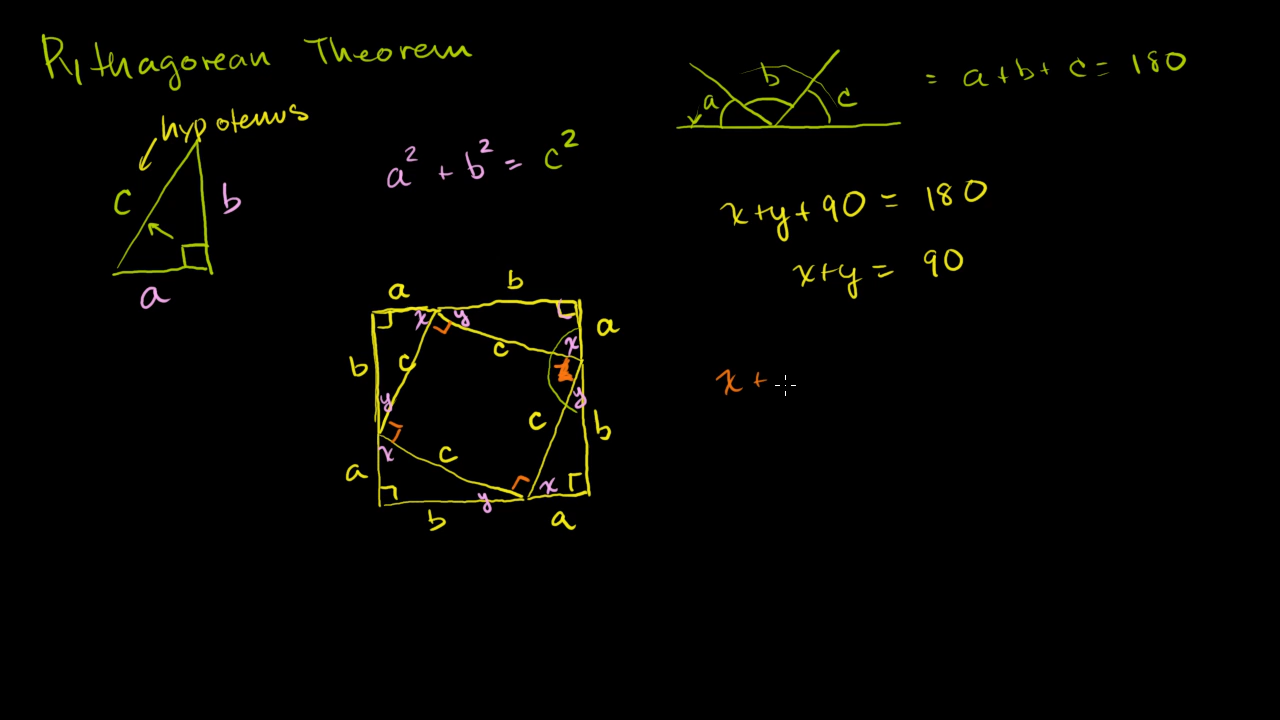 Pythagorean Theorem
hypotenus
c
b
a
a² + b² = c²
a b c = a + b + c = 180
x + y + 90 = 180
x + y = 90
x +
a b
x y
b c c a
x
y y
c b
x c
a
y x
b a